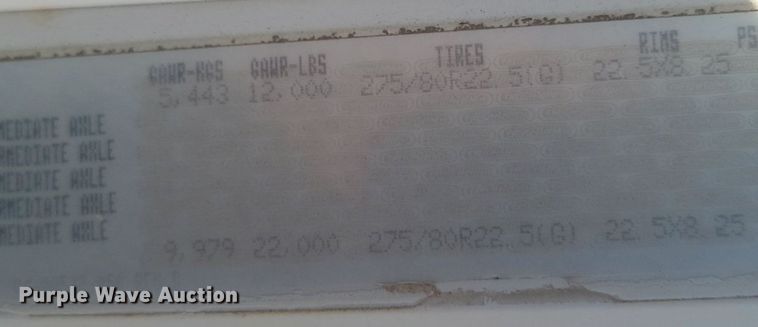 GAWR-KGS GAWR-LBS TIRES RIMS PS
5,443 12,000 275/80R22.5(G) 22.5X8.25
MEDIATE AXLE
RMEDIATE AXLE
MEDIATE AXLE
RMEDIATE AXLE
MEDIATE AXLE
9,979 22,000 275/80R22.5(G) 22.5X8.25
Purple Wave Auction